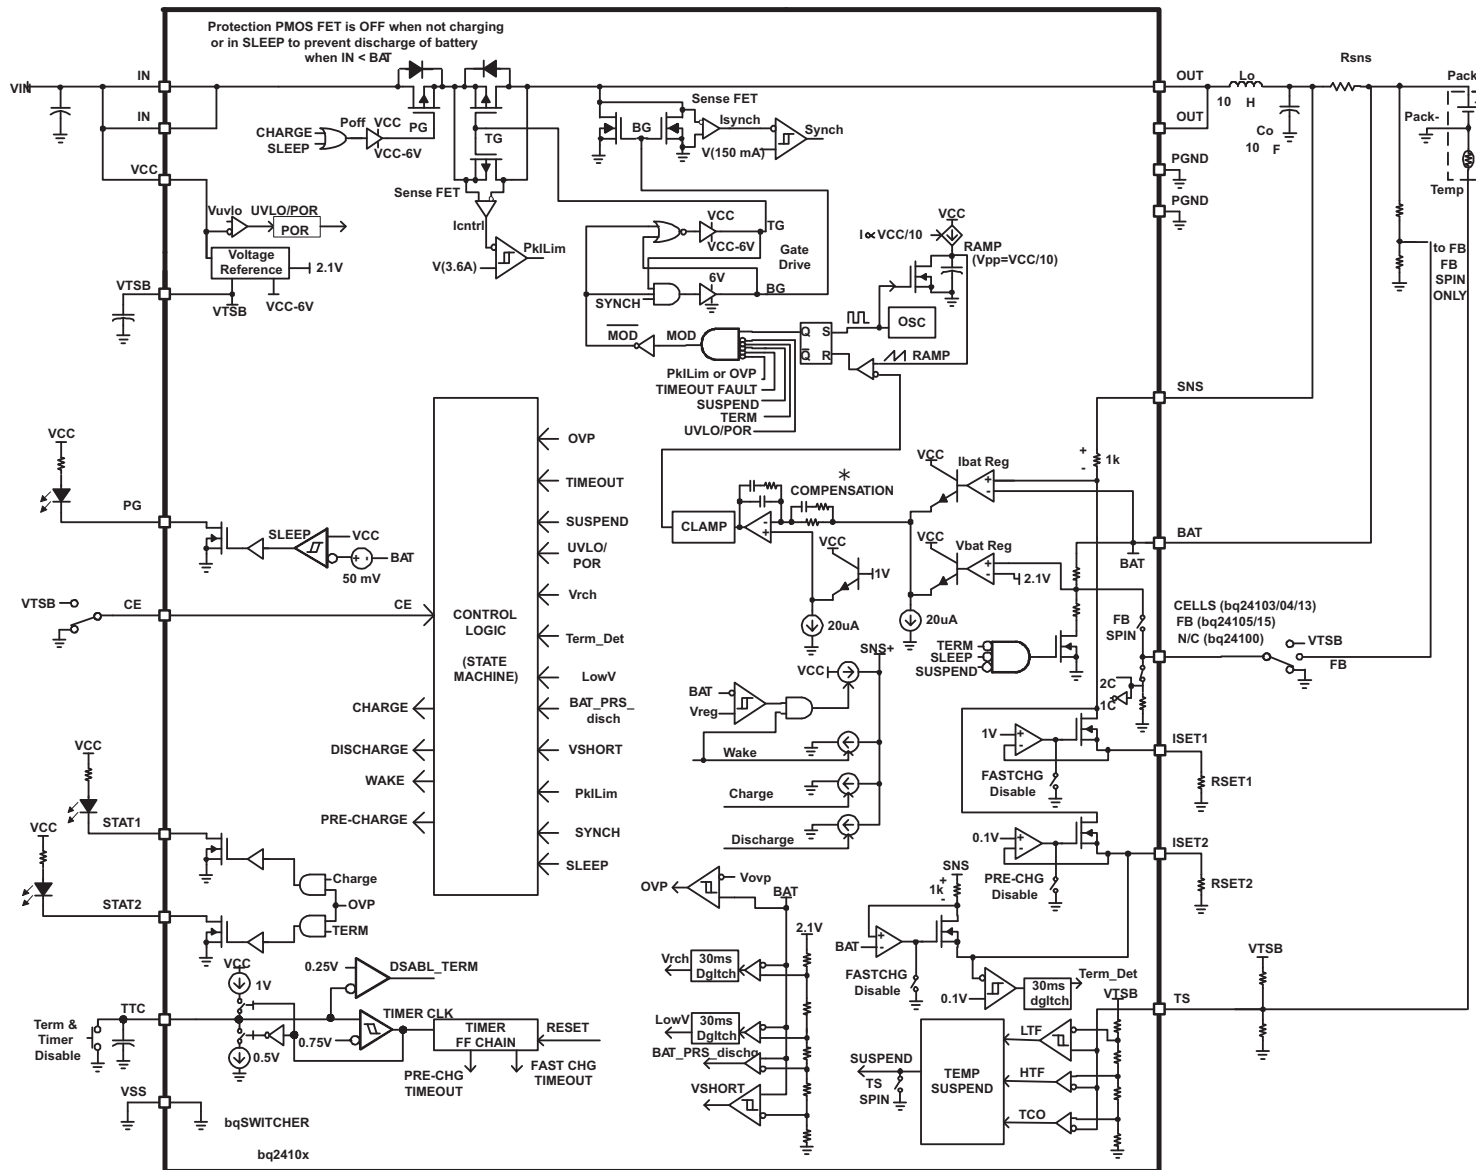 Protection PMOS FET is OFF when not charging
or in SLEEP to prevent discharge of battery
when IN < BAT
VIN
IN
IN
VCC
VTSB
CHARGE
SLEEP
Poff
VCC
VCC-6V
PG
TG
Sense FET
Icntrl
V(3.6A)
PkILim
BG
Sense FET
Isynch
V(150 mA)
Synch
Vuvlo
UVLO/POR
POR
Voltage
Reference
2.1V
VTSB
VCC-6V
VCC
VCC-6V
TG
Gate
Drive
6V
BG
SYNCH
MOD
MOD
PkILim or OVP
TIMEOUT FAULT
SUSPEND
TERM
UVLO/POR
Q S
Q R
OSC
RAMP
VCC
I∝VCC/10
RAMP
(Vpp=VCC/10)
OUT
OUT
PGND
PGND
Lo
10 H
Co
10 F
Rsns
Pack+
Pack-
Temp
to FB
FB
SPIN
ONLY
SNS
BAT
VCC
PG
SLEEP
VCC
BAT
50 mV
VTSB
CE
CE
CONTROL
LOGIC
(STATE
MACHINE)
OVP
TIMEOUT
SUSPEND
UVLO/
POR
Vrch
Term_Det
LowV
BAT_PRS_
disch
VSHORT
PkILim
SYNCH
SLEEP
CHARGE
DISCHARGE
WAKE
PRE-CHARGE
CLAMP
*
COMPENSATION
VCC
Ibat Reg
+
-
1k
VCC
1V
20uA
VCC
Vbat Reg
2.1V
20uA
BAT
TERM
SLEEP
SUSPEND
FB
SPIN
2C
1C
CELLS (bq24103/04/13)
FB (bq24105/15)
N/C (bq24100)
VTSB
FB
SNS+
VCC
BAT
Vreg
Wake
Charge
Discharge
1V
FASTCHG
Disable
ISET1
RSET1
0.1V
PRE-CHG
Disable
ISET2
RSET2
VCC
STAT1
VCC
STAT2
Charge
OVP
TERM
VCC
1V
0.5V
TTC
Term &
Timer
Disable
0.25V
DSABL_TERM
TIMER CLK
0.75V
TIMER
FF CHAIN
RESET
PRE-CHG
TIMEOUT
FAST CHG
TIMEOUT
VSS
bqSWITCHER
bq2410x
OVP
Vovp
BAT
2.1V
Vrch
30ms
Dgltch
LowV
30ms
Dgltch
BAT_PRS_dischg
VSHORT
SNS
+
1k
-
BAT
FASTCHG
Disable
0.1V
30ms
dgltch
Term_Det
VTSB
SUSPEND
TS
SPIN
TEMP
SUSPEND
LTF
HTF
TCO
TS
VTSB